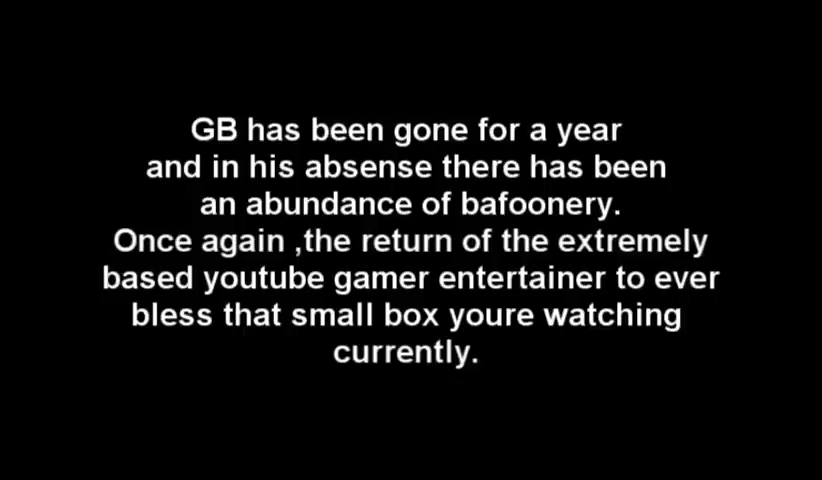 GB has been gone for a year
and in his absense there has been
an abundance of bafoonery.
Once again ,the return of the extremely
based youtube gamer entertainer to ever
bless that small box youre watching
currently.